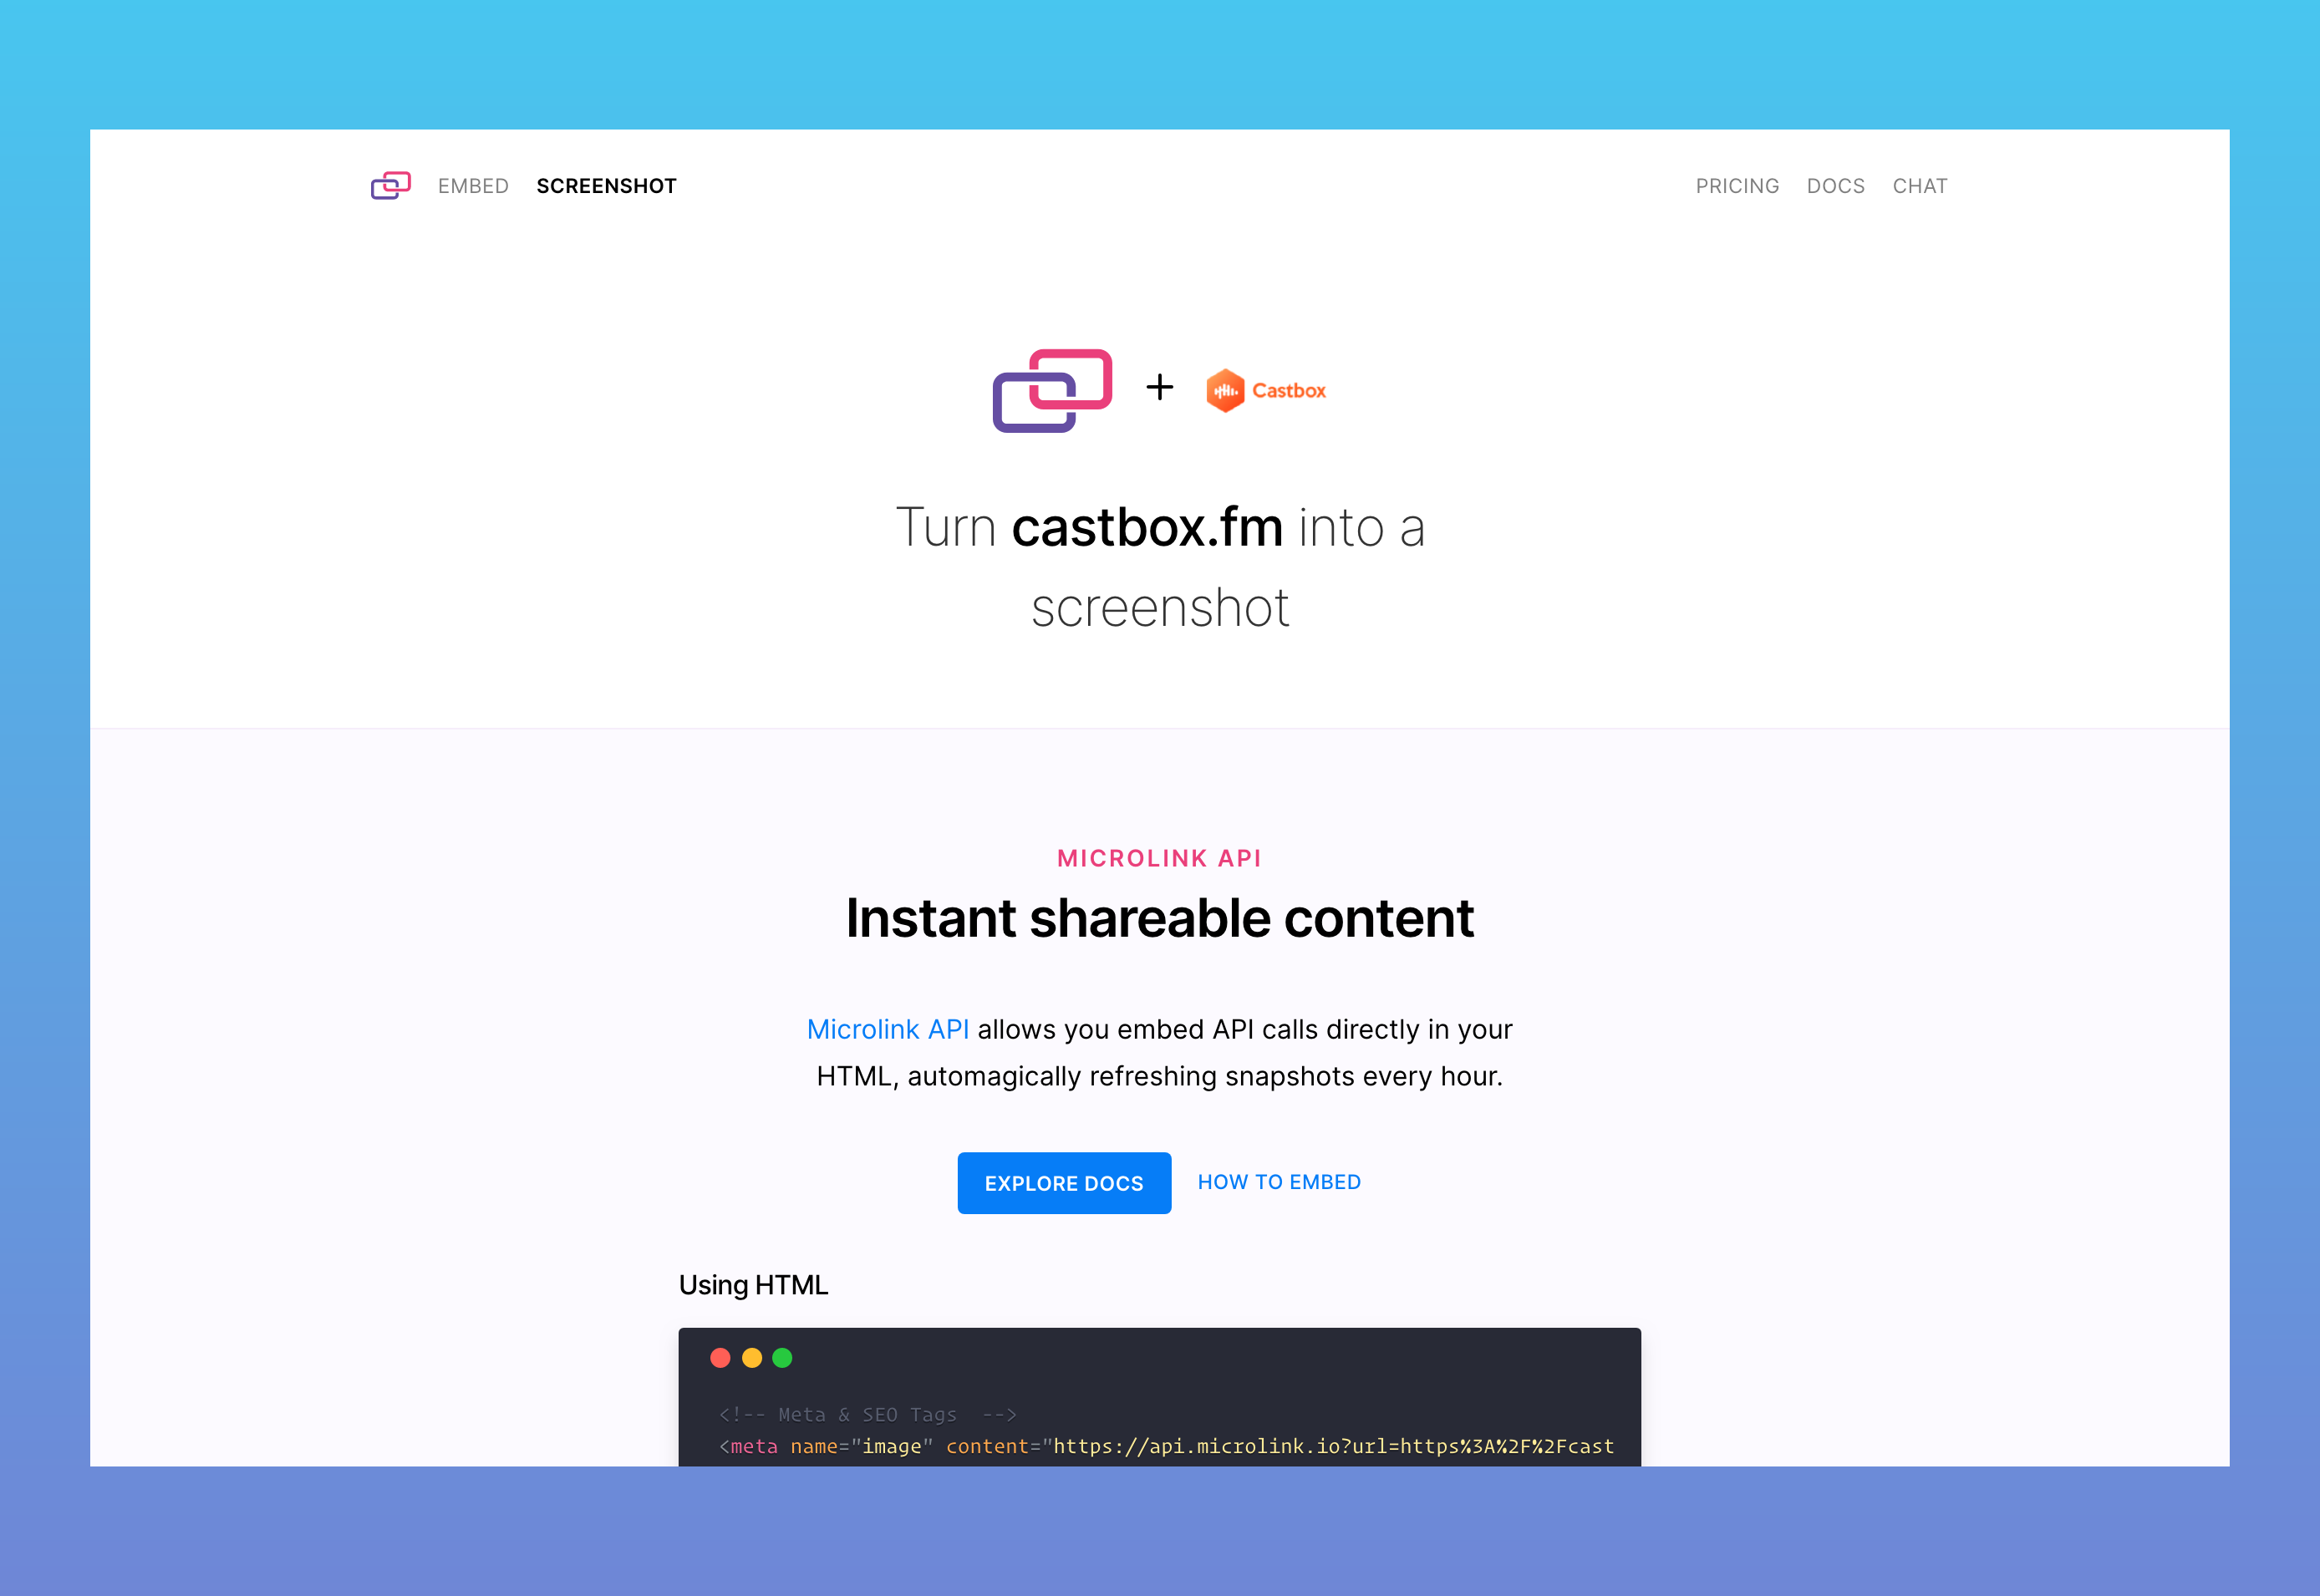 EMBED SCREENSHOT PRICING DOCS CHAT
Castbox
Turn castbox.fm into a
screenshot
MICROLINK API
Instant shareable content
Microlink API allows you embed API calls directly in your
HTML, automagically refreshing snapshots every hour.
EXPLORE DOCS HOW TO EMBED
Using HTML
<!-- Meta & SEO Tags  -->
<meta name="image" content="https://api.microlink.io?url=https%3A%2F%2Fcast